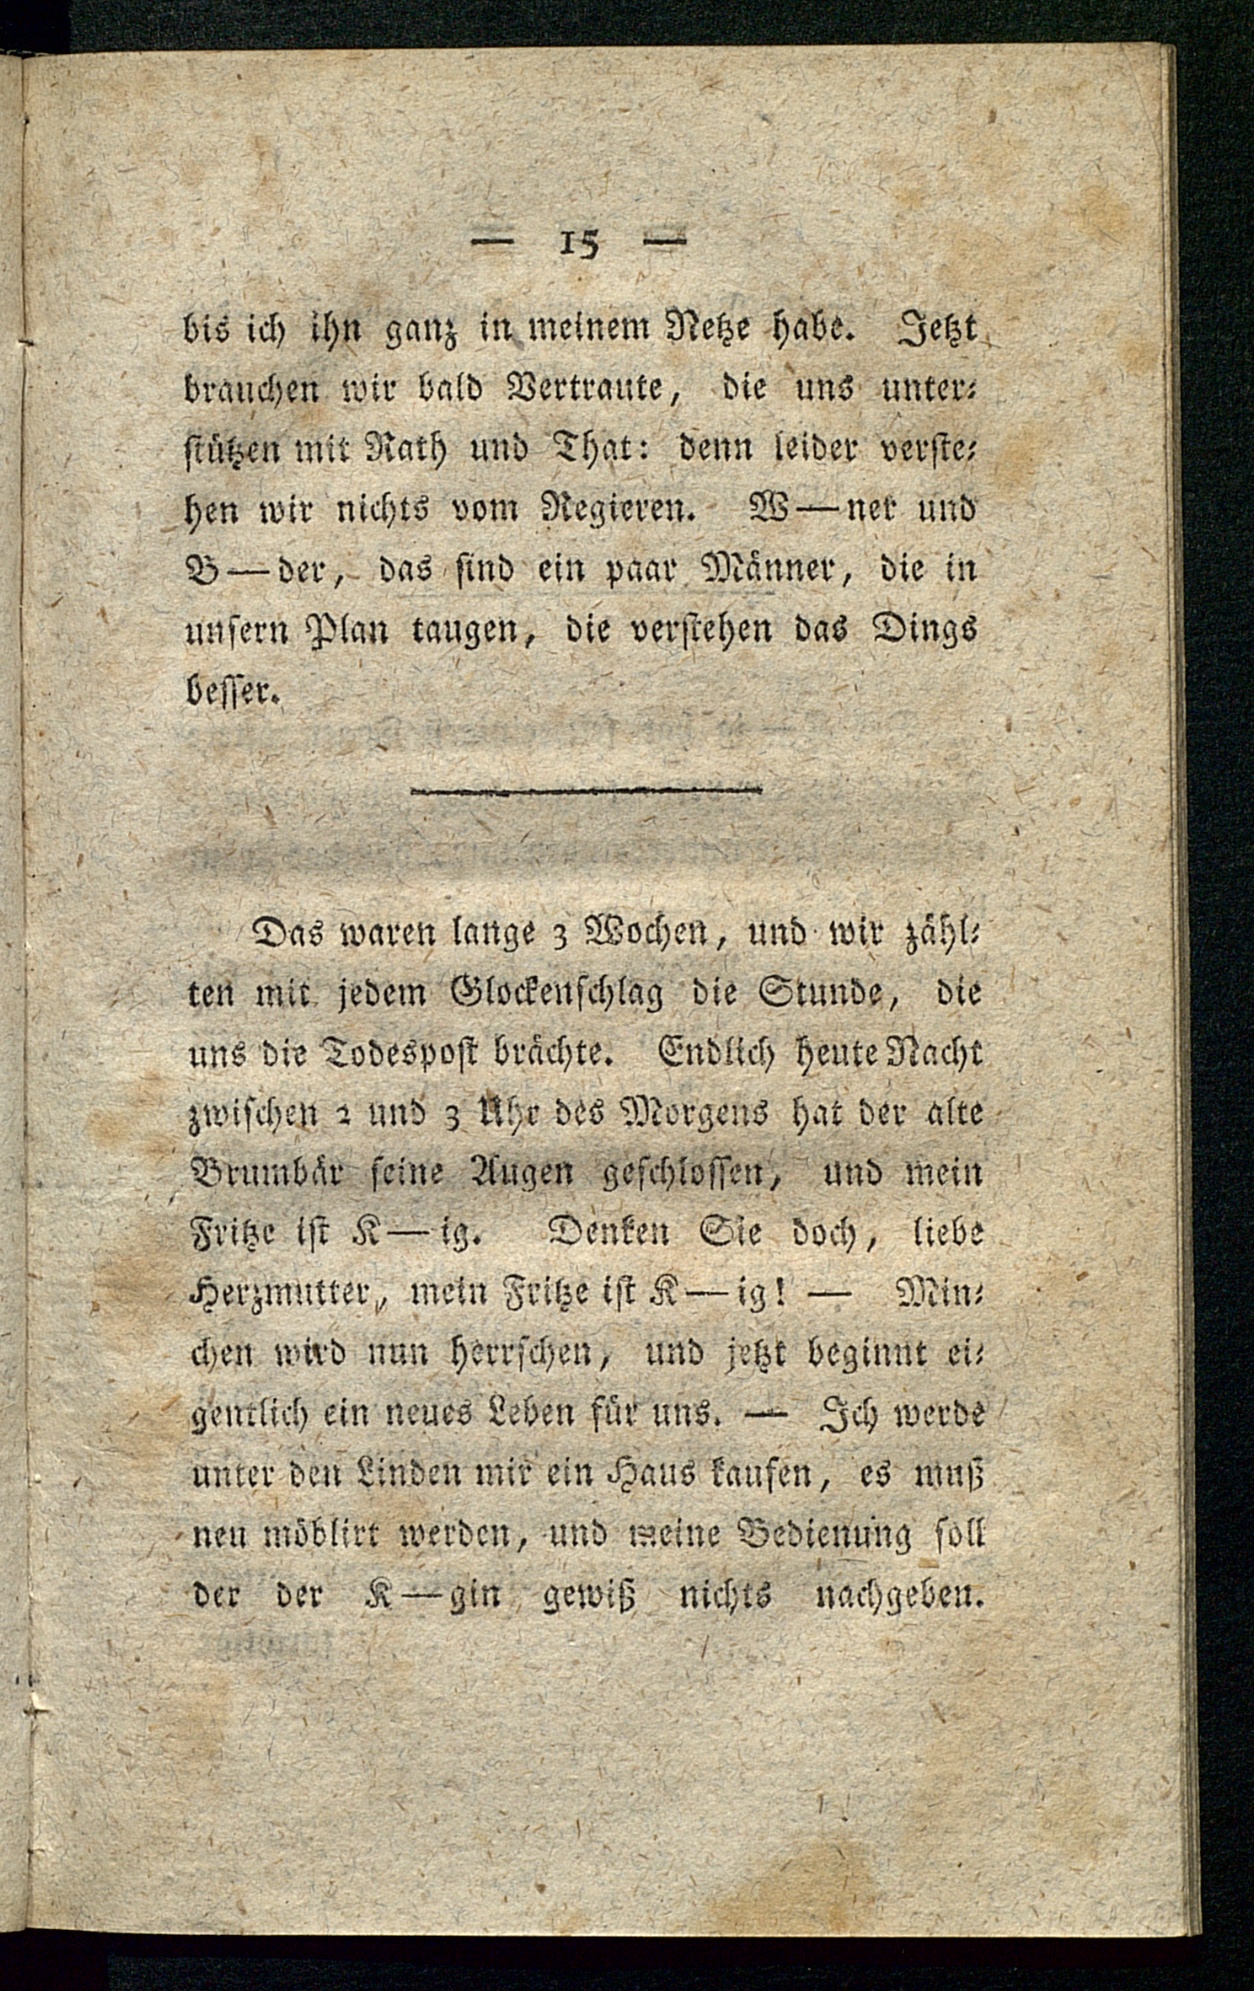 — 15 —
bis ich ihn ganz in meinem Netze habe. Jetzt
brauchen wir bald Vertraute, die uns unter-
stützen mit Rath und That: denn leider verste-
hen wir nichts vom Regieren. W—ner und
B—der, das sind ein paar Männer, die in
unsern Plan taugen, die verstehen das Dings
besser.
Das waren lange 3 Wochen, und wir zähl-
ten mit jedem Glockenschlag die Stunde, die
uns die Todespost brächte. Endlich heute Nacht
zwischen 2 und 3 Uhr des Morgens hat der alte
Brumbär seine Augen geschlossen, und mein
Fritze ist K—ig. Denken Sie doch, liebe
Herzmutter, mein Fritze ist K—ig! — Min-
chen wird nun herrschen, und jetzt beginnt ei-
gentlich ein neues Leben für uns. — Ich werde
unter den Linden mir ein Haus kaufen, es muß
neu möblirt werden, und meine Bedienung soll
der der K—gin gewiß nichts nachgeben.